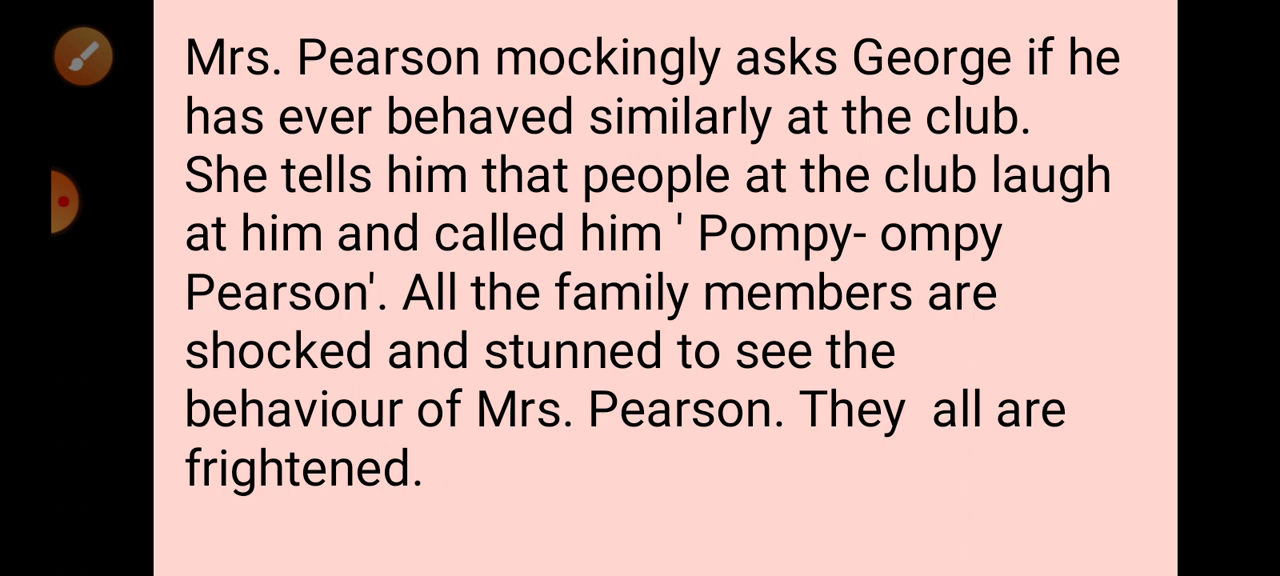 Mrs. Pearson mockingly asks George if he
has ever behaved similarly at the club.
She tells him that people at the club laugh
at him and called him ' Pompy- ompy
Pearson'. All the family members are
shocked and stunned to see the
behaviour of Mrs. Pearson. They  all are
frightened.